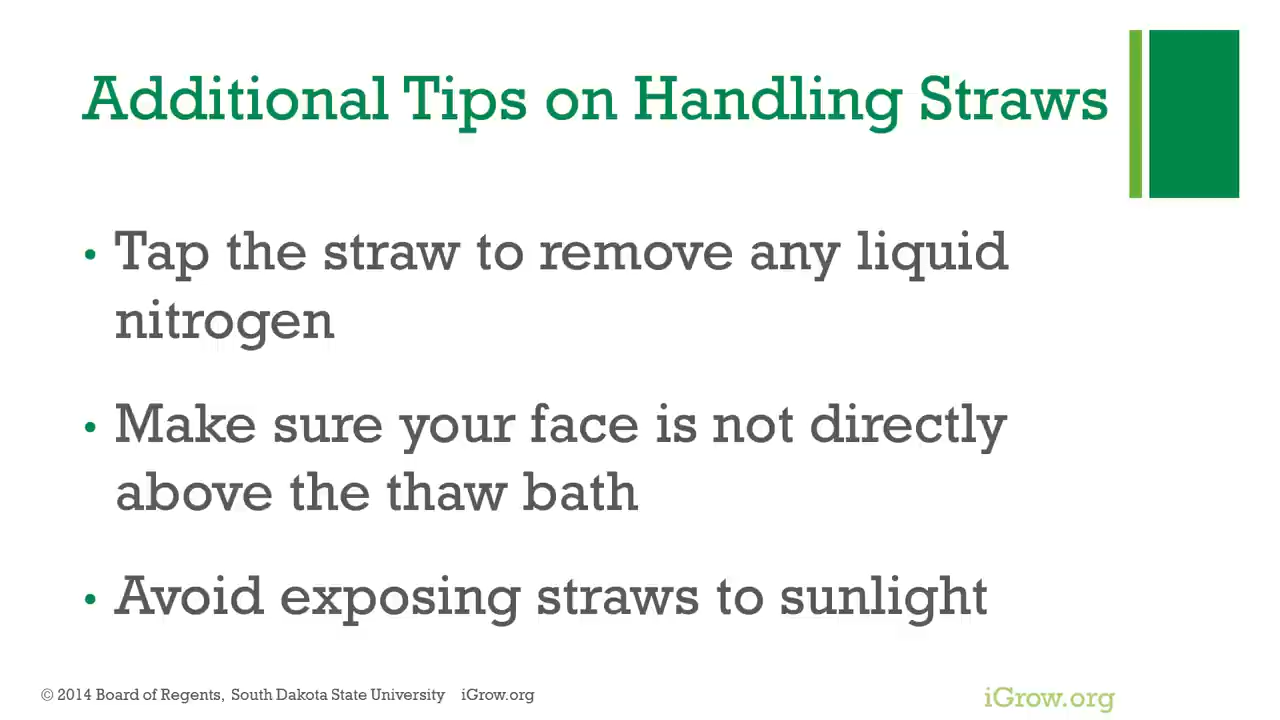 Additional Tips on Handling Straws
• Tap the straw to remove any liquid
nitrogen
• Make sure your face is not directly
above the thaw bath
• Avoid exposing straws to sunlight
© 2014 Board of Regents, South Dakota State University iGrow.org
iGrow.org